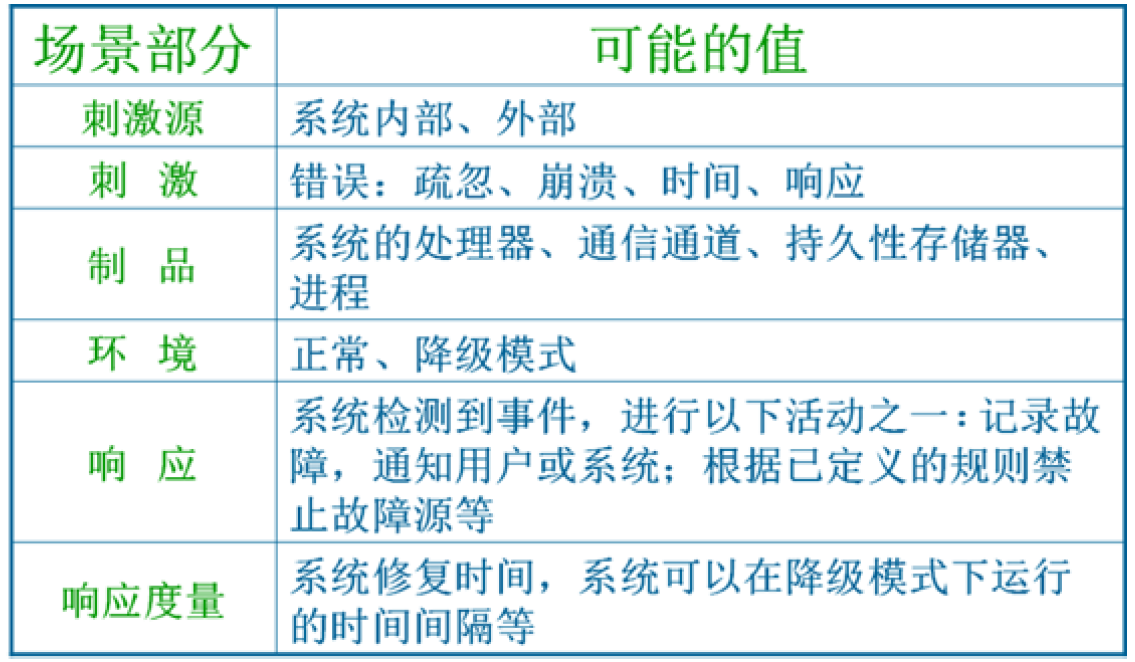 场景部分 可能的值
刺激源 系统内部、外部
刺 激 错误：疏忽、崩溃、时间、响应
制 品 系统的处理器、通信通道、持久性存储器、
进程
环 境 正常、降级模式
响 应 系统检测到事件，进行以下活动之一：记录故
障，通知用户或系统；根据已定义的规则禁
止故障源等
响应度量 系统修复时间，系统可以在降级模式下运行
的时间间隔等